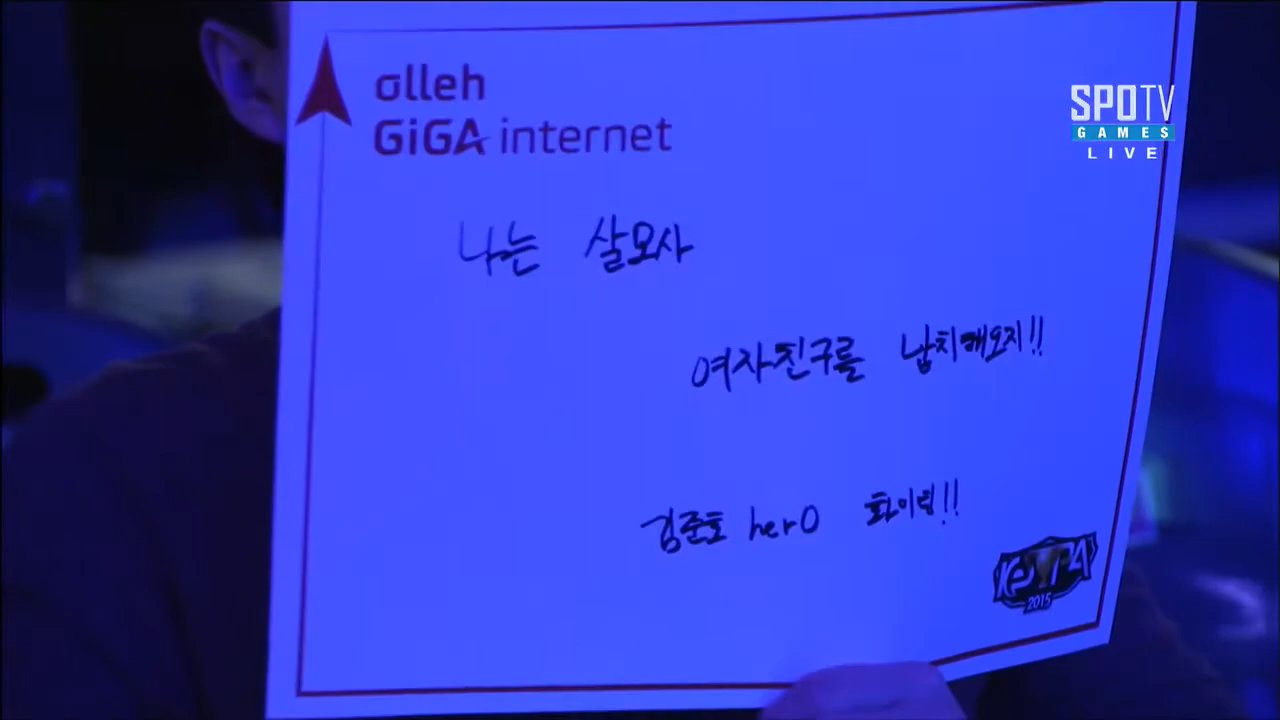 olleh
GiGA internet
SPOTV
GAMES
LIVE
나는 살모사
여자친구를 납치해오지!!
김준호 herO 화이팅!!
KeSPA
2015